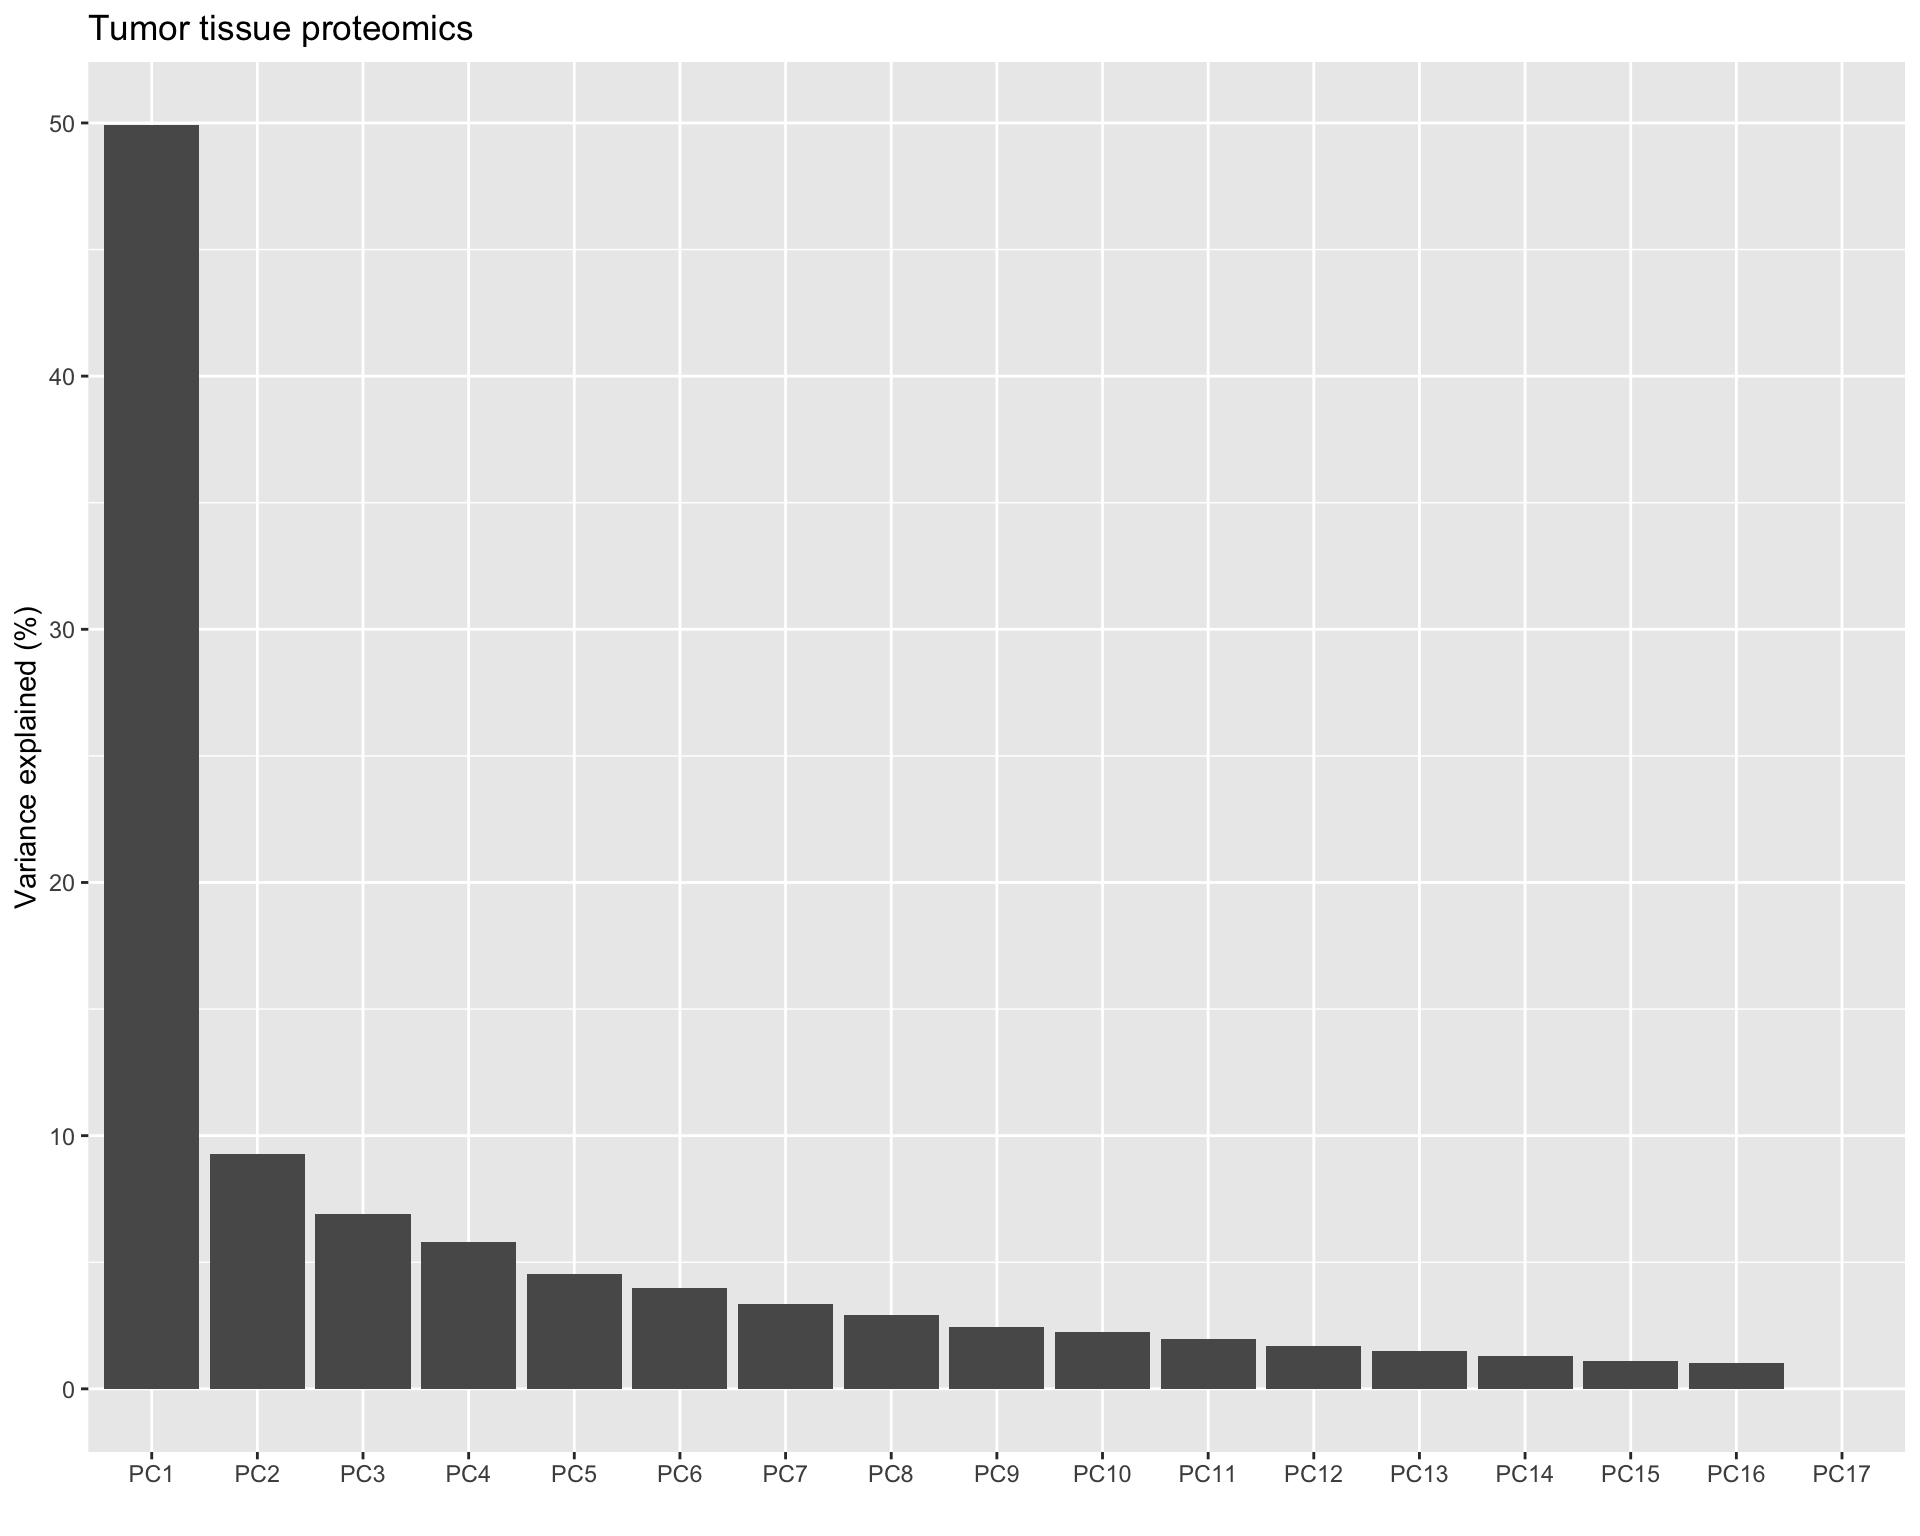 Tumor tissue proteomics
Variance explained (%)
50
40
30
20
10
0
PC1 PC2 PC3 PC4 PC5 PC6 PC7 PC8 PC9 PC10 PC11 PC12 PC13 PC14 PC15 PC16 PC17